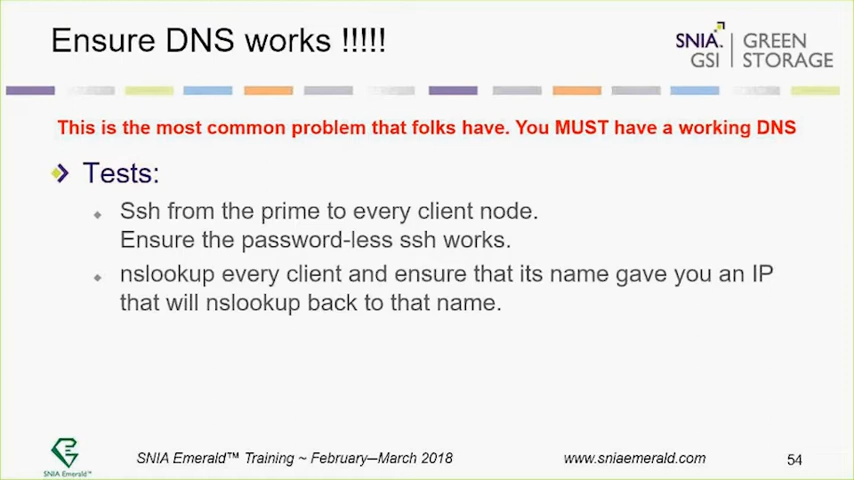 Ensure DNS works !!!!!
SNIA.
GSI
GREEN
STORAGE
This is the most common problem that folks have. You MUST have a working DNS
Tests:
Ssh from the prime to every client node.
Ensure the password-less ssh works.
nslookup every client and ensure that its name gave you an IP
that will nslookup back to that name.
SNIA Emerald™
SNIA Emerald™ Training ~ February—March 2018
www.sniaemerald.com
54